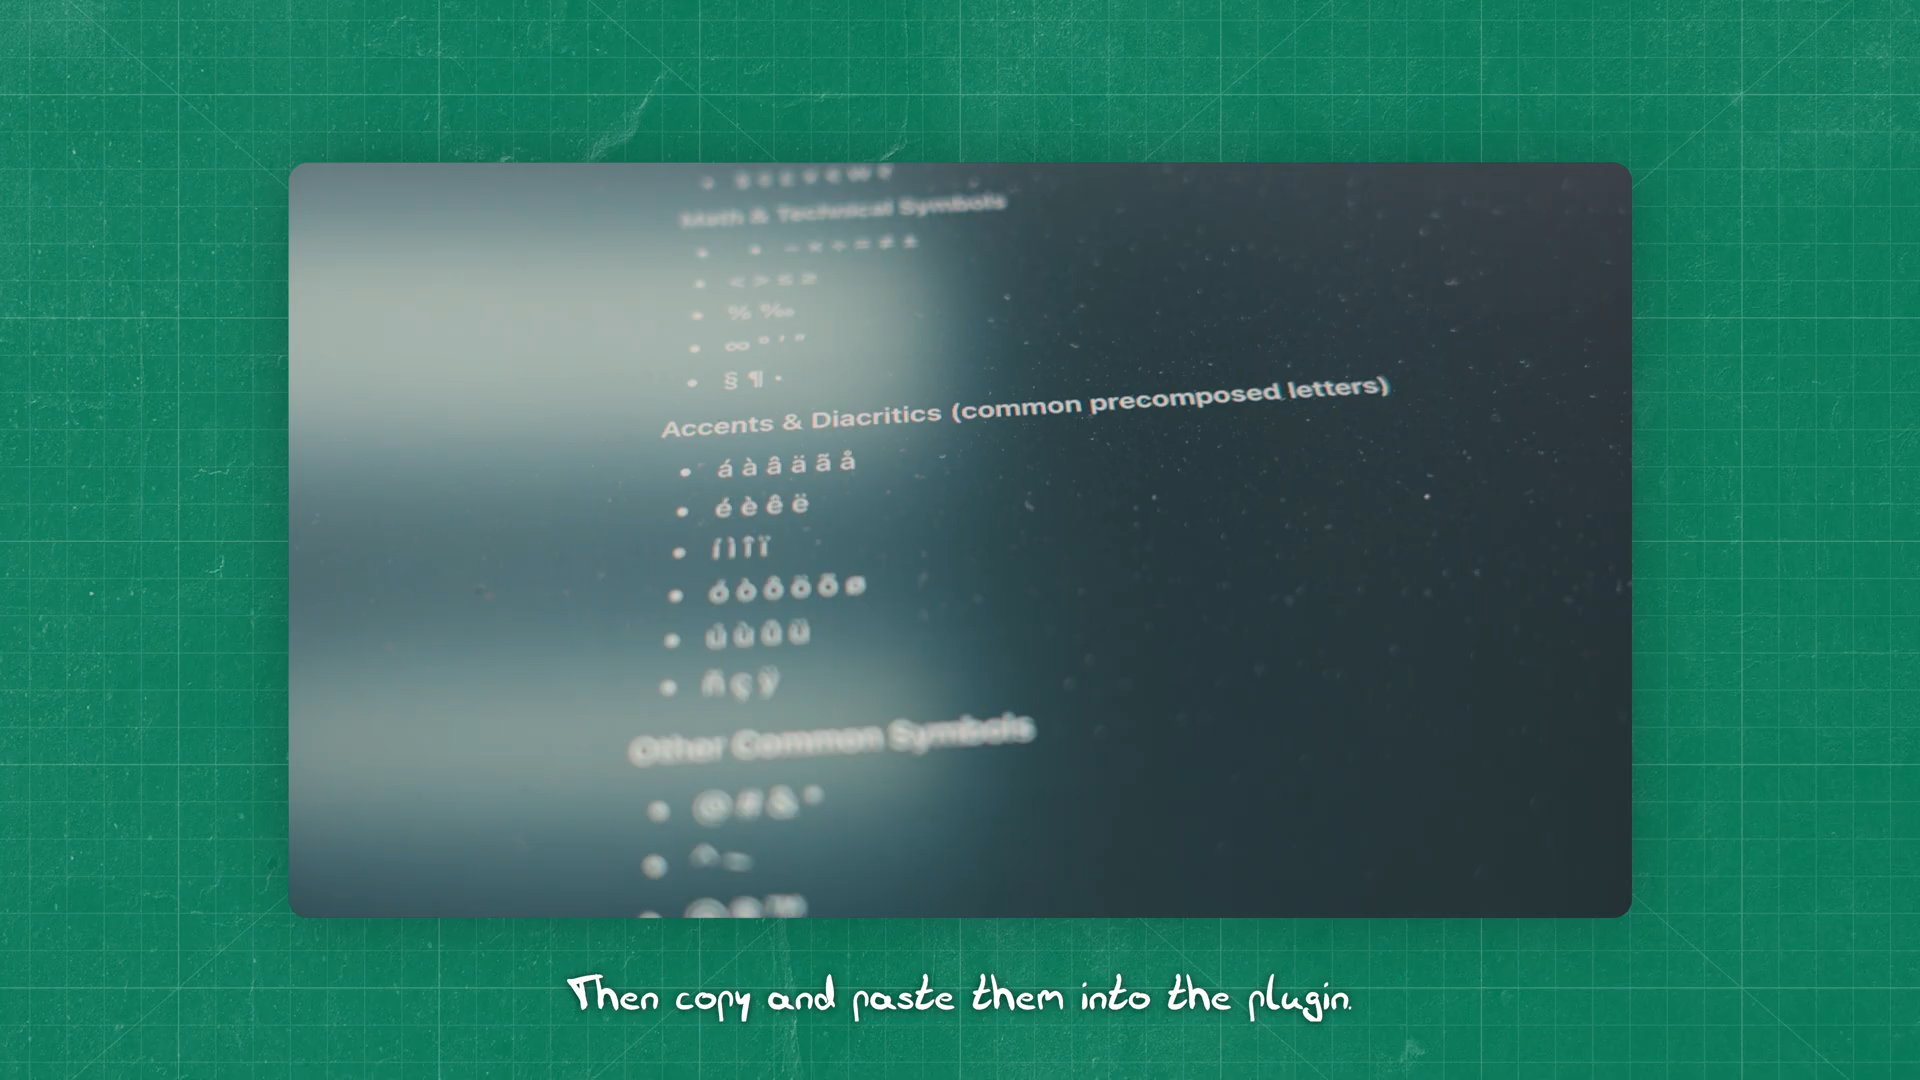 Math & Technical Symbols
• < > ≤ ≥
• % ‰
• ∞ ° ′ ″
• § ¶ •
Accents & Diacritics (common precomposed letters)
• á à â ä ã å
• é è ê ë
• í ì î ï
• ó ò ô ö õ ø
• ú ù û ü
• ñ ç ÿ
Other Common Symbols
Then copy and paste them into the plugin.